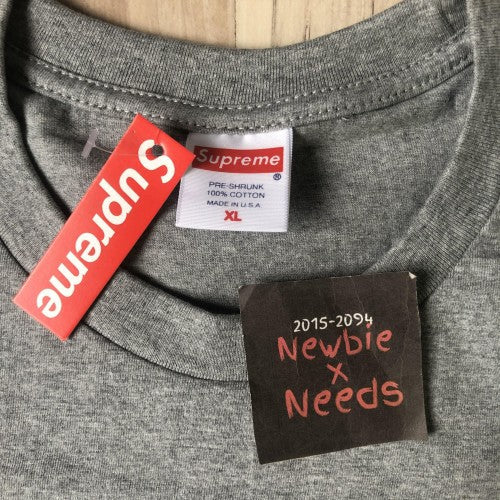 Supreme
Supreme
®
PRE-SHRUNK
100% COTTON
MADE IN U.S.A
XL
2015-2094
Newbie
x
Needs